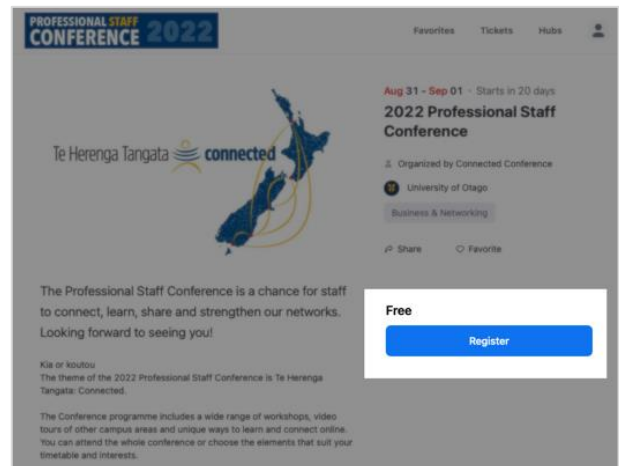 PROFESSIONAL STAFF
CONFERENCE 2022
Favorites Tickets Hubs
Te Herenga Tangata connected
Aug 31 - Sep 01 · Starts in 20 days
2022 Professional Staff
Conference
Organized by Connected Conference
University of Otago
Business & Networking
Share Favorite
The Professional Staff Conference is a chance for staff
to connect, learn, share and strengthen our networks.
Looking forward to seeing you!
Free
Register
Kia or koutou
The theme of the 2022 Professional Staff Conference is Te Herenga
Tangata: Connected.
The Conference programme includes a wide range of workshops, video
tours of other campus areas and unique ways to learn and connect online.
You can attend the whole conference or choose the elements that suit your
timetable and interests.